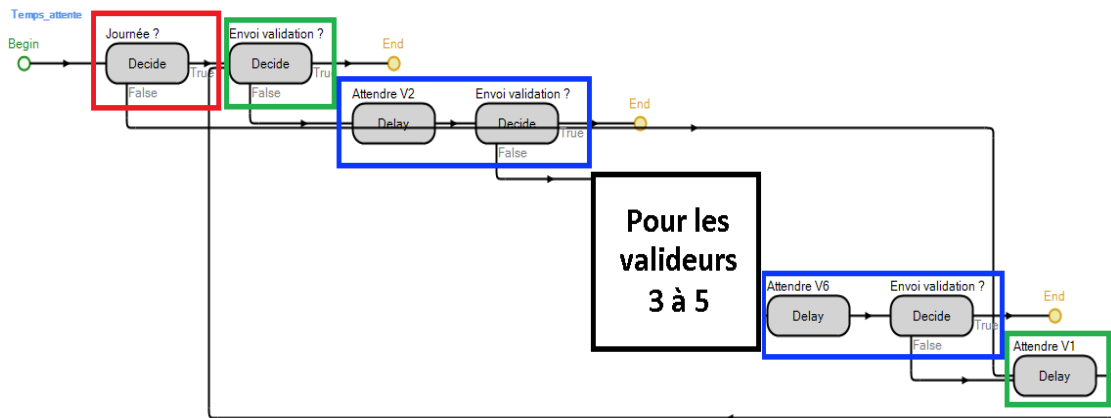 Temps_attente
Begin
Journée ?
Decide
True
False
Envoi validation ?
Decide
True
False
End
Attendre V2
Delay
Envoi validation ?
Decide
True
False
End
Pour les
valideurs
3 à 5
Attendre V6
Delay
Envoi validation ?
Decide
True
False
End
Attendre V1
Delay